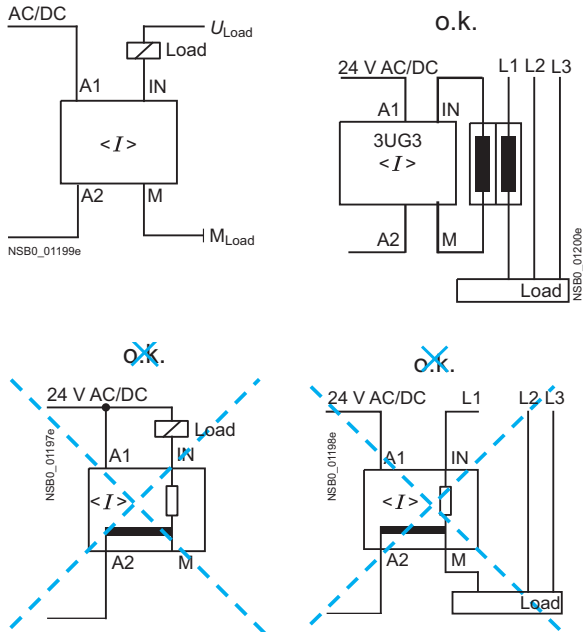 AC/DC
U Load
Load
A1 IN
<I>
A2 M
M Load
NSB0_01199e
o.k.
24 V AC/DC L1 L2 L3
A1 IN
3UG3
<I>
A2 M
Load
NSB0_01200e
o.k.
24 V AC/DC
Load
A1 IN
<I>
A2 M
NSB0_01197e
o.k.
24 V AC/DC L1 L2 L3
A1 IN
<I>
A2 M
Load
NSB0_01198e